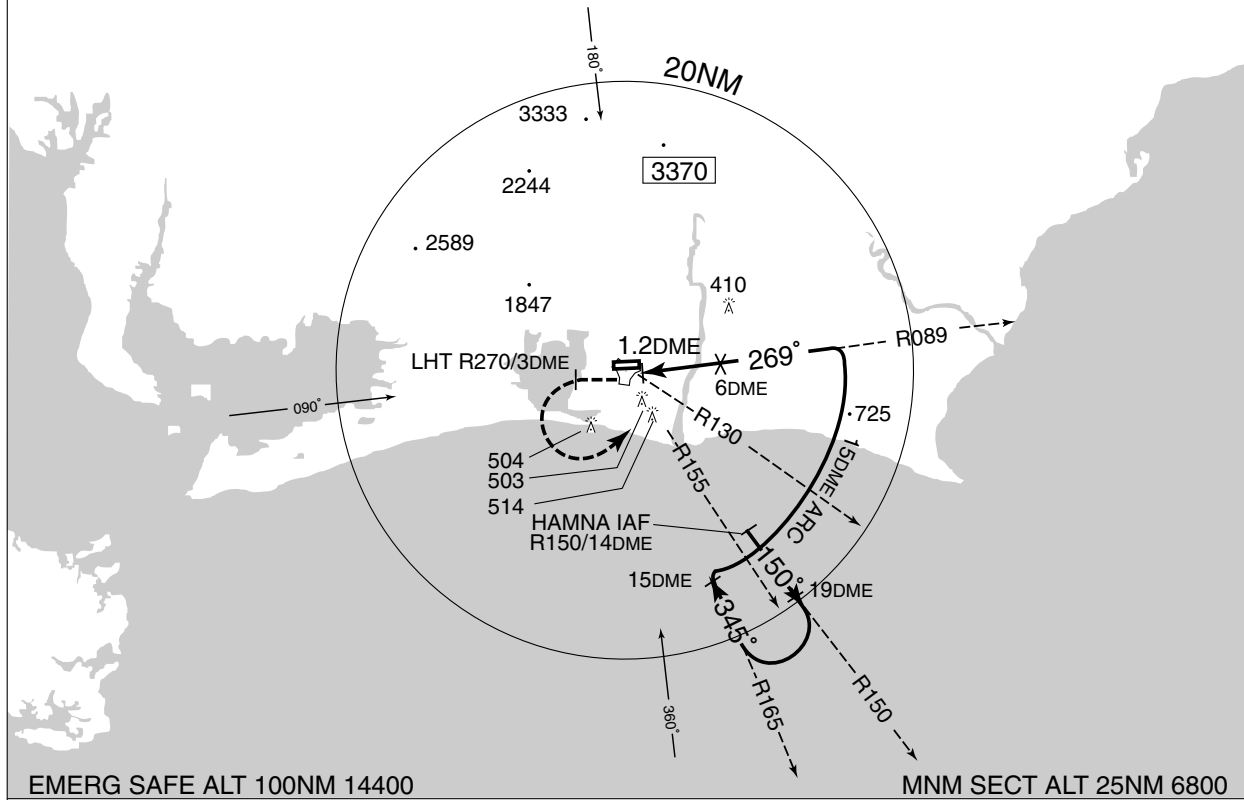 180°
20NM
3333
3370
2244
2589
410
1847
1.2DME
R089
LHT R270/3DME
269°
6DME
090°
R130
725
R155
15DME ARC
504
503
514
HAMNA IAF
R150/14DME
150°
15DME
19DME
345°
R150
R165
360°
EMERG SAFE ALT 100NM 14400
MNM SECT ALT 25NM 6800